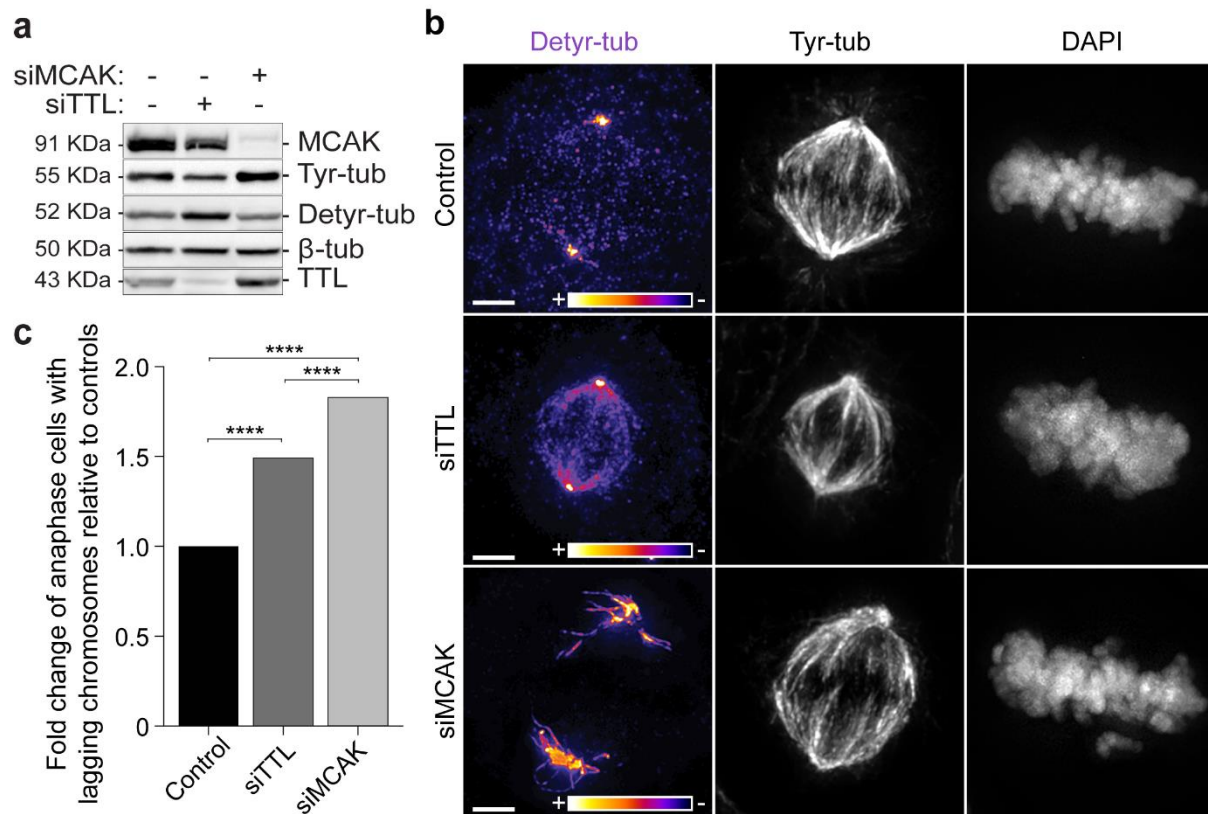 a
siMCAK: - - +
siTTL: - + -
91 KDa - - MCAK
55 KDa - - Tyr-tub
52 KDa - - Detyr-tub
50 KDa - - β-tub
43 KDa - - TTL
b
Detyr-tub Tyr-tub DAPI
Control
+ -
siTTL
+ -
siMCAK
+ -
c
Fold change of anaphase cells with
lagging chromosomes relative to controls
2.0
1.5
1.0
0.5
0
****
****
****
Control siTTL siMCAK